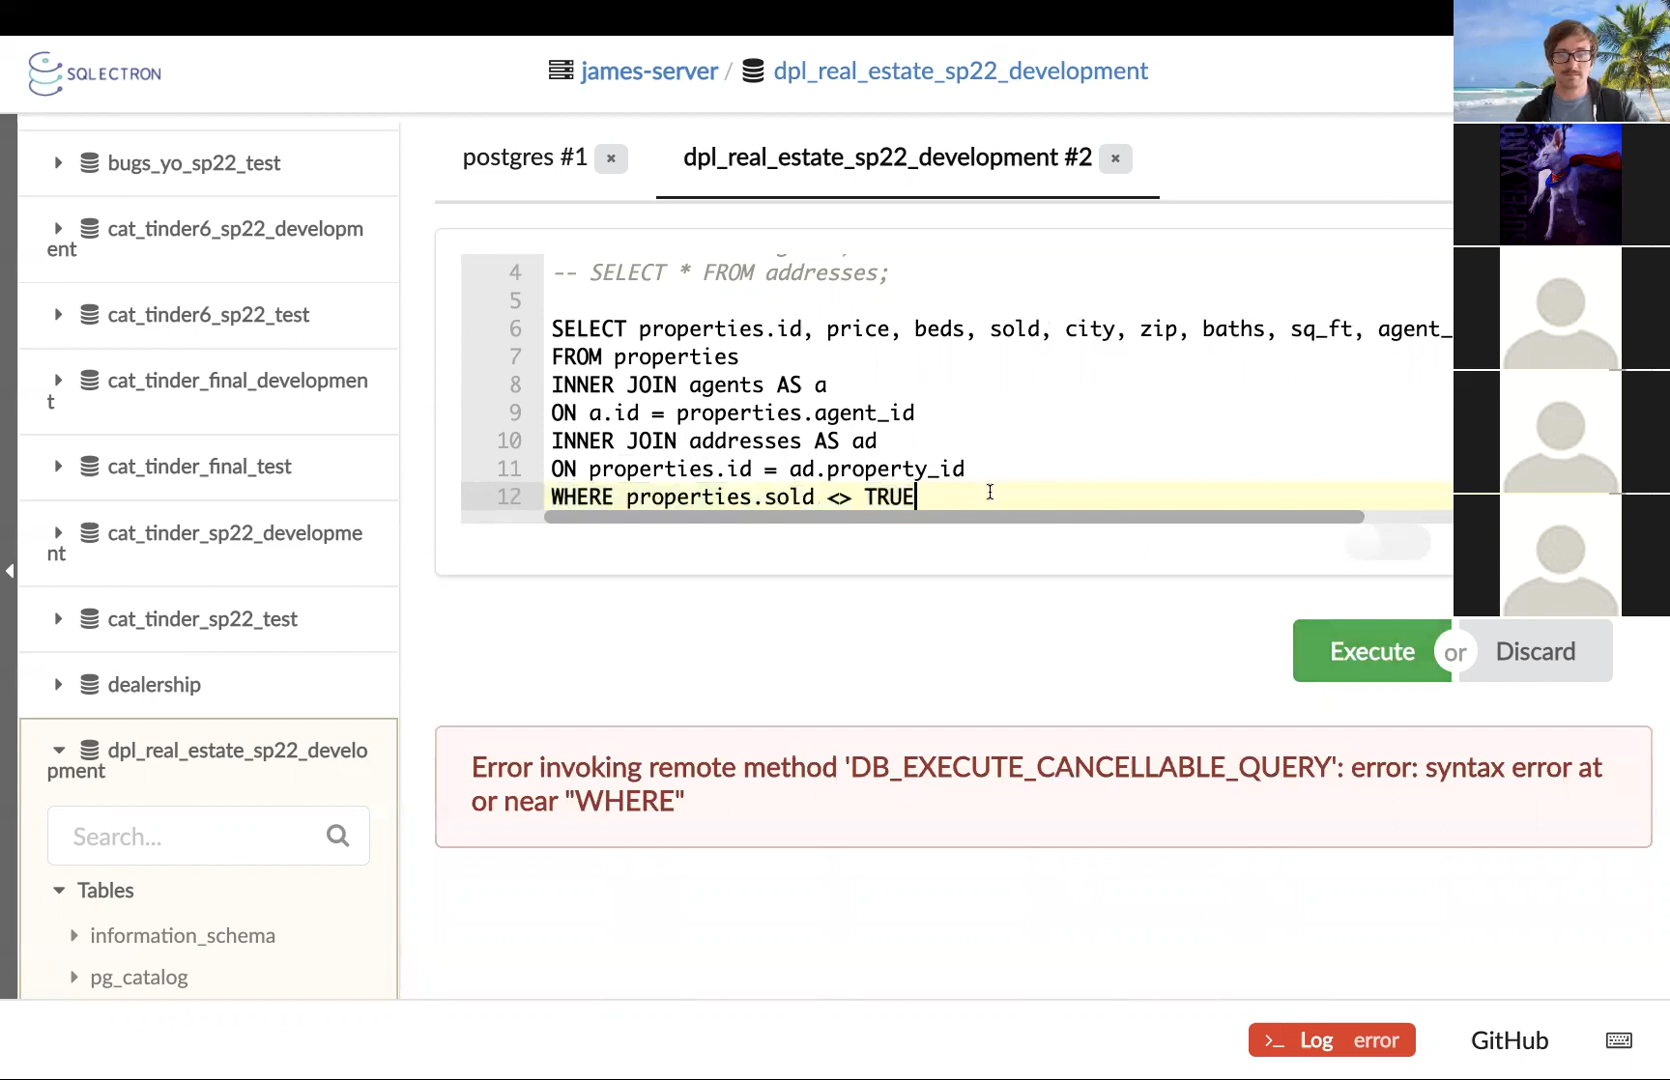 SQLECTRON
james-server / dpl_real_estate_sp22_development
bugs_yo_sp22_test
cat_tinder6_sp22_developm
ent
cat_tinder6_sp22_test
cat_tinder_final_developmen
t
cat_tinder_final_test
cat_tinder_sp22_developme
nt
cat_tinder_sp22_test
dealership
dpl_real_estate_sp22_develo
pment
Search...
Tables
information_schema
pg_catalog
postgres #1 ×
dpl_real_estate_sp22_development #2 ×
4 -- SELECT * FROM addresses;
5
6 SELECT properties.id, price, beds, sold, city, zip, baths, sq_ft, agent_
7 FROM properties
8 INNER JOIN agents AS a
9 ON a.id = properties.agent_id
10 INNER JOIN addresses AS ad
11 ON properties.id = ad.property_id
12 WHERE properties.sold <> TRUE
Execute or Discard
Error invoking remote method 'DB_EXECUTE_CANCELLABLE_QUERY': error: syntax error at
or near "WHERE"
>_ Log error
GitHub